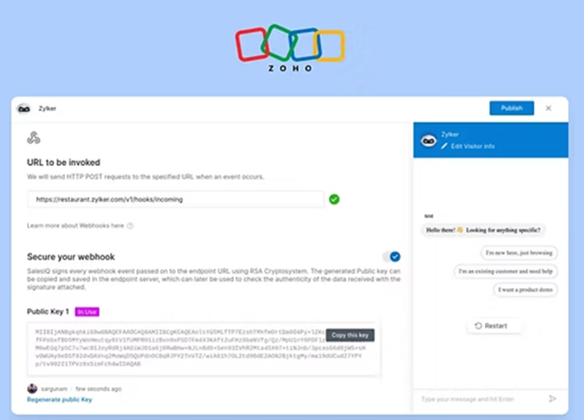 ZOHO
Zylker
Publish
URL to be invoked
We will send HTTP POST requests to the specified URL when an event occurs.
https://restaurant.zylker.com/v1/hooks/incoming
Learn more about Webhooks here
Secure your webhook
SalesIQ signs every webhook event passed on to the endpoint URL using RSA Cryptosystem. The generated Public key can
be copied and saved in the endpoint server, which can later be used to check the authenticity of the data received with the
signature attached.
Public Key 1 In Use
Copy this key
sargunam few seconds ago
Regenerate public Key
Zylker
Edit Visitor info
Hello there! 👋 Looking for anything specific?
I'm new here, just browsing
I'm an existing customer and need help
I want a product demo
Restart
Type your message and hit Enter